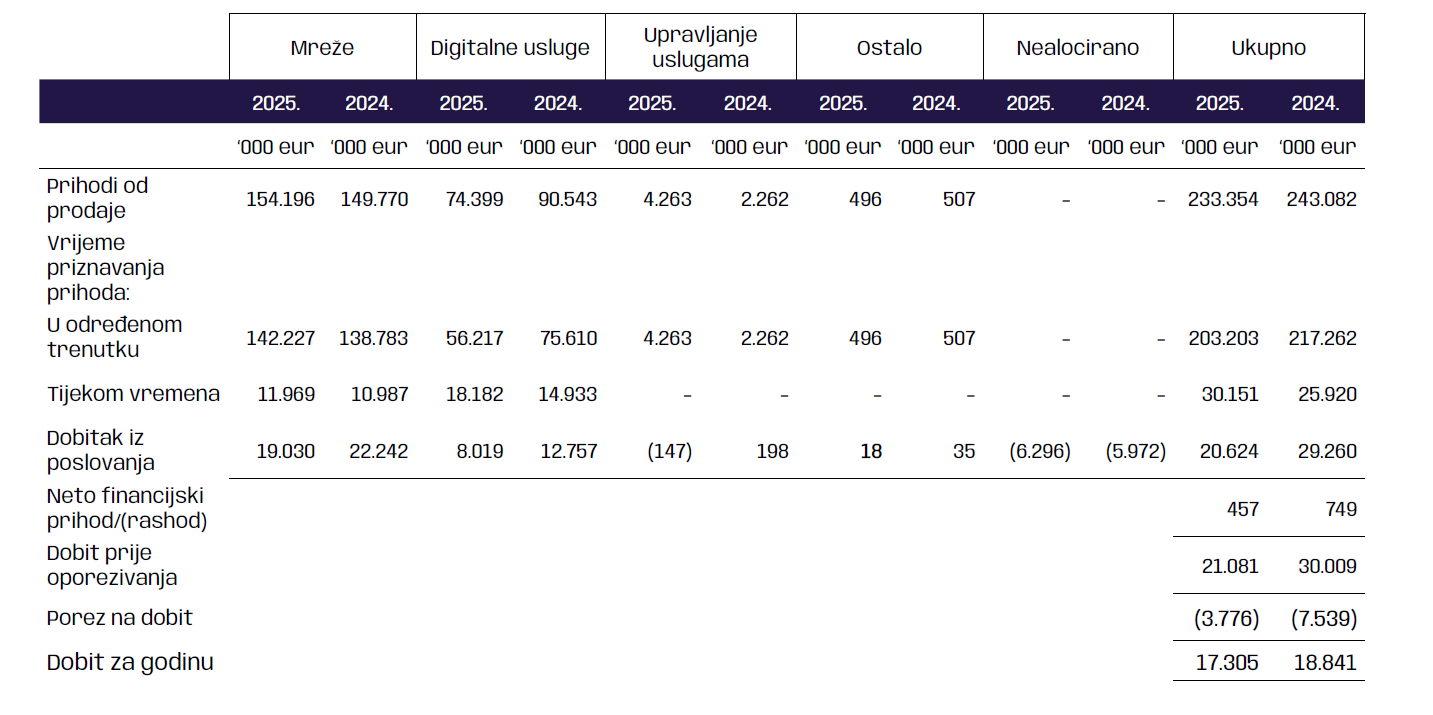 Mreže Digitalne usluge Upravljanje uslugama Ostalo Nealocirano Ukupno
2025. 2024. 2025. 2024. 2025. 2024. 2025. 2024. 2025. 2024. 2025. 2024.
‘000 eur ‘000 eur ‘000 eur ‘000 eur ‘000 eur ‘000 eur ‘000 eur ‘000 eur ‘000 eur ‘000 eur ‘000 eur ‘000 eur
Prihodi od
prodaje 154.196 149.770 74.399 90.543 4.263 2.262 496 507 – – 233.354 243.082
Vrijeme
priznavanja
prihoda:
U određenom
trenutku 142.227 138.783 56.217 75.610 4.263 2.262 496 507 – – 203.203 217.262
Tijekom vremena 11.969 10.987 18.182 14.933 – – – – – – 30.151 25.920
Dobitak iz
poslovanja 19.030 22.242 8.019 12.757 (147) 198 18 35 (6.296) (5.972) 20.624 29.260
Neto financijski
prihod/(rashod) 457 749
Dobit prije
oporezivanja 21.081 30.009
Porez na dobit (3.776) (7.539)
Dobit za godinu 17.305 18.841